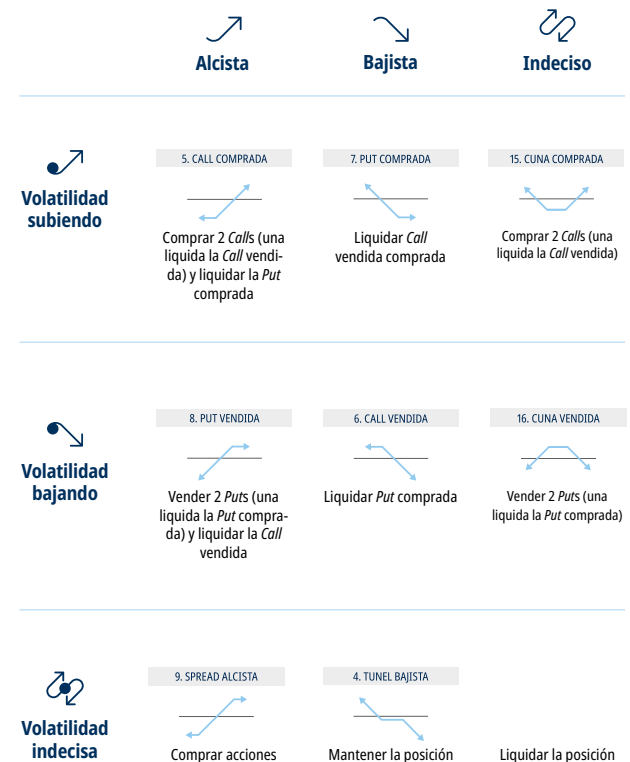 Alcista
Bajista
Indeciso
Volatilidad
subiendo
5. CALL COMPRADA
Comprar 2 Calls (una
liquida la Call vendi-
da) y liquidar la Put
comprada
7. PUT COMPRADA
Liquidar Call
vendida comprada
15. CUNA COMPRADA
Comprar 2 Calls (una
liquida la Call vendida)
Volatilidad
bajando
8. PUT VENDIDA
Vender 2 Puts (una
liquida la Put compra-
da) y liquidar la Call
vendida
6. CALL VENDIDA
Liquidar Put comprada
16. CUNA VENDIDA
Vender 2 Puts (una
liquida la Put comprada)
Volatilidad
indecisa
9. SPREAD ALCISTA
Comprar acciones
4. TUNEL BAJISTA
Mantener la posición
Liquidar la posición